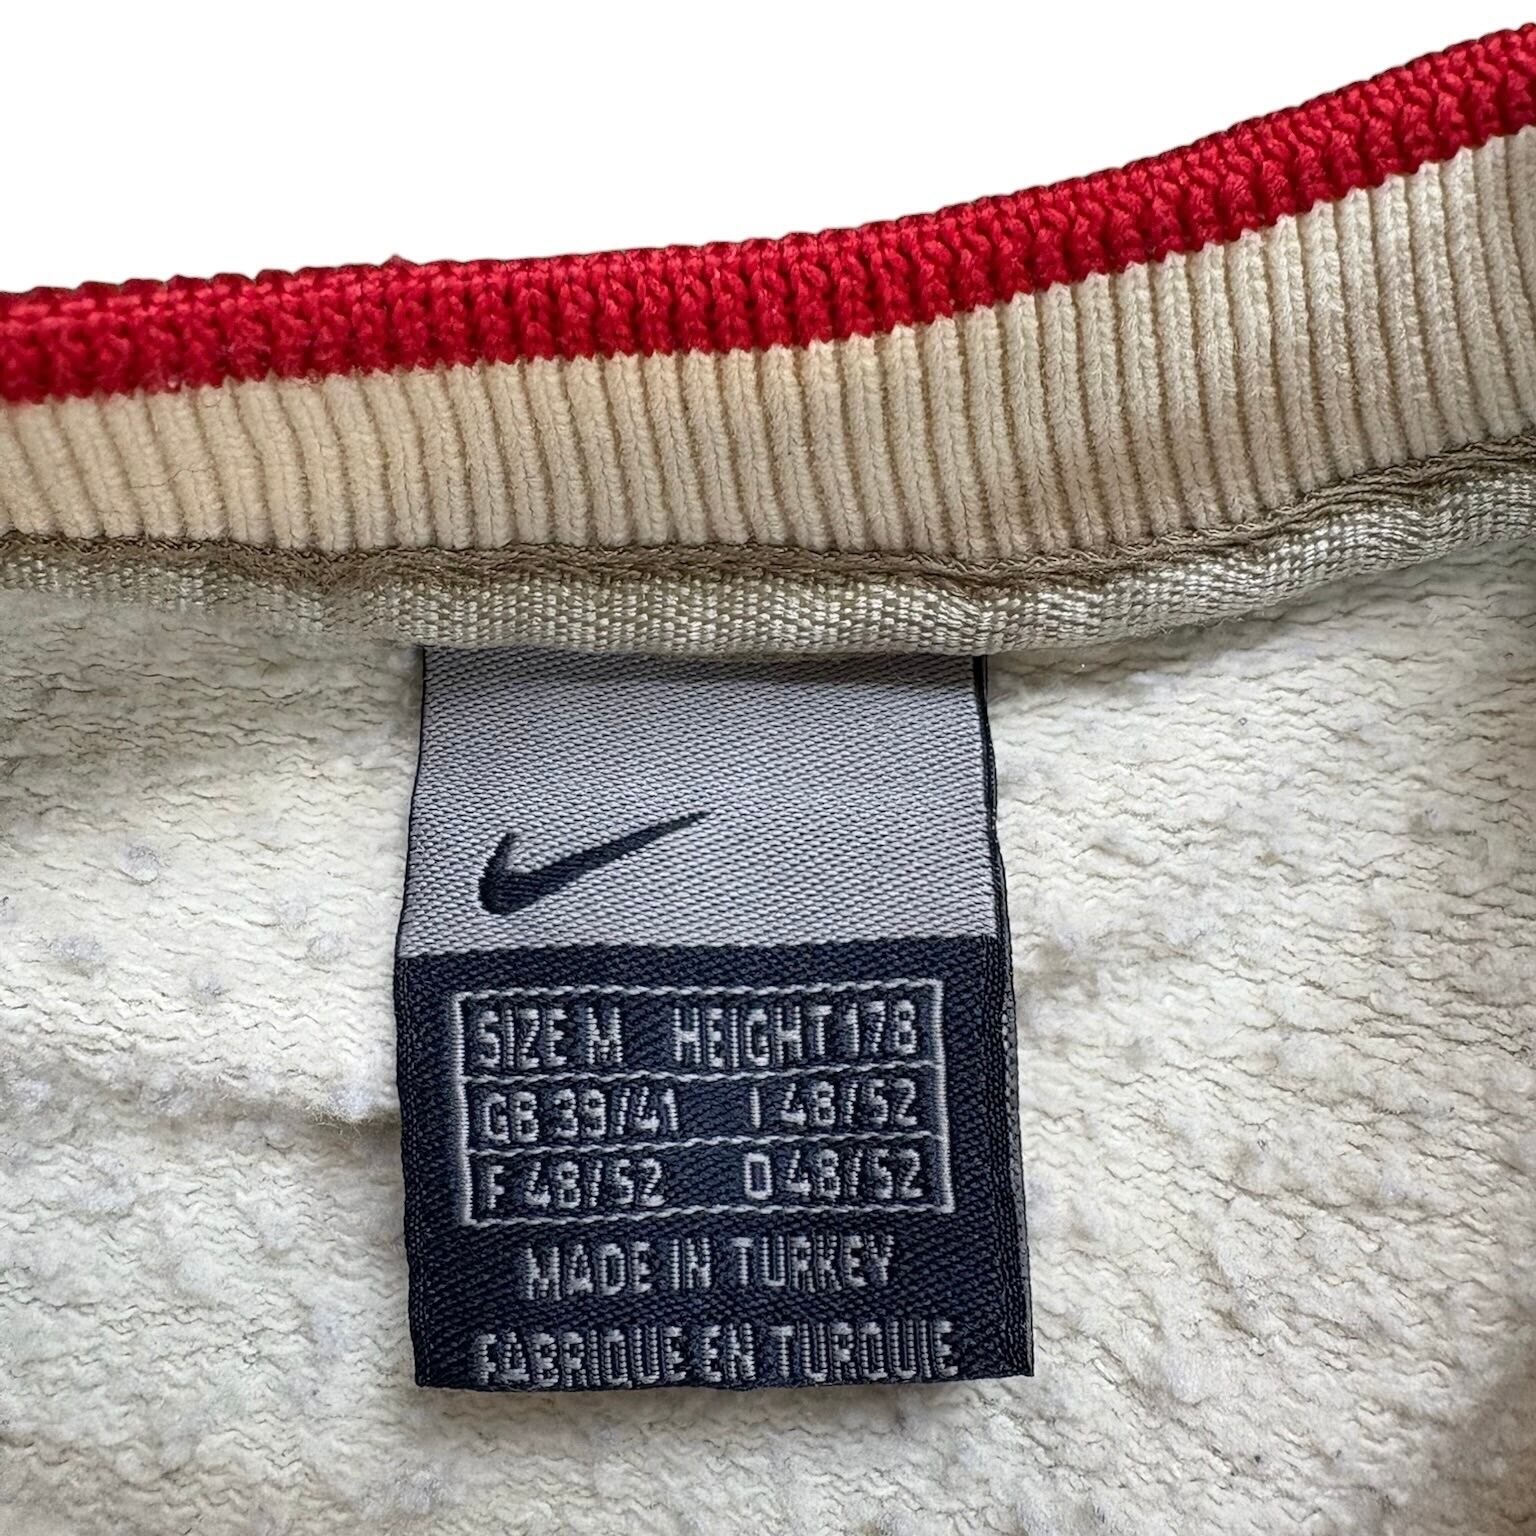 SIZE M HEIGHT 178
GB 39/41 I 48/52
F 48/52 D 48/52
MADE IN TURKEY
FABRIQUE EN TURQUIE